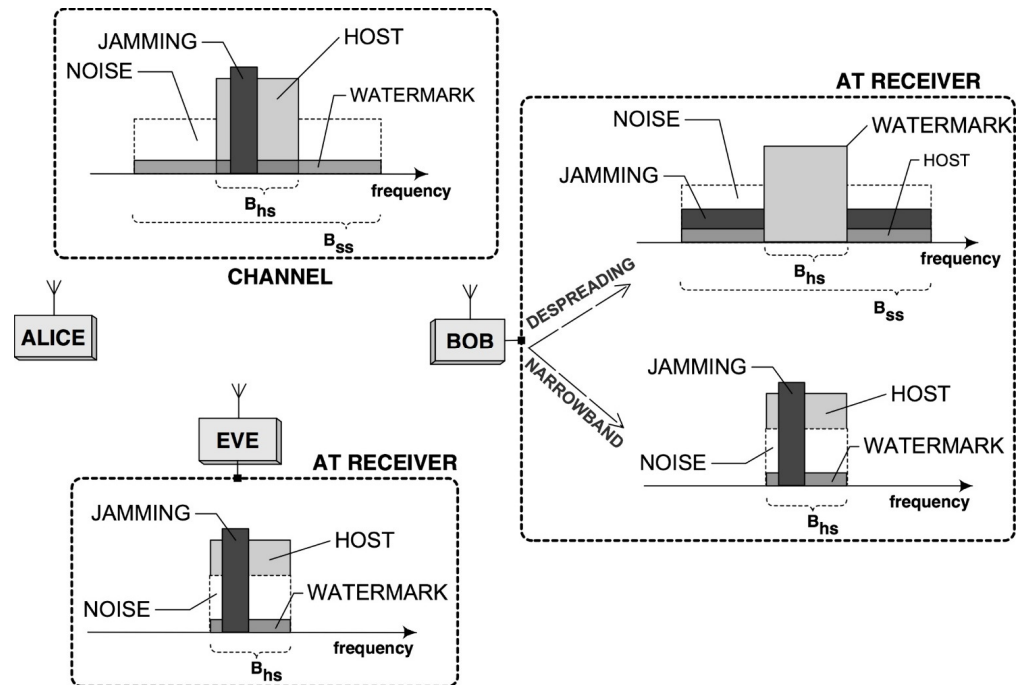 JAMMING
HOST
NOISE
WATERMARK
frequency
B_hs
B_ss
CHANNEL
AT RECEIVER
NOISE
WATERMARK
HOST
JAMMING
frequency
B_hs
B_ss
DESPREADING
ALICE
BOB
NARROWBAND
JAMMING
HOST
NOISE
WATERMARK
frequency
B_hs
EVE
AT RECEIVER
JAMMING
HOST
NOISE
WATERMARK
frequency
B_hs